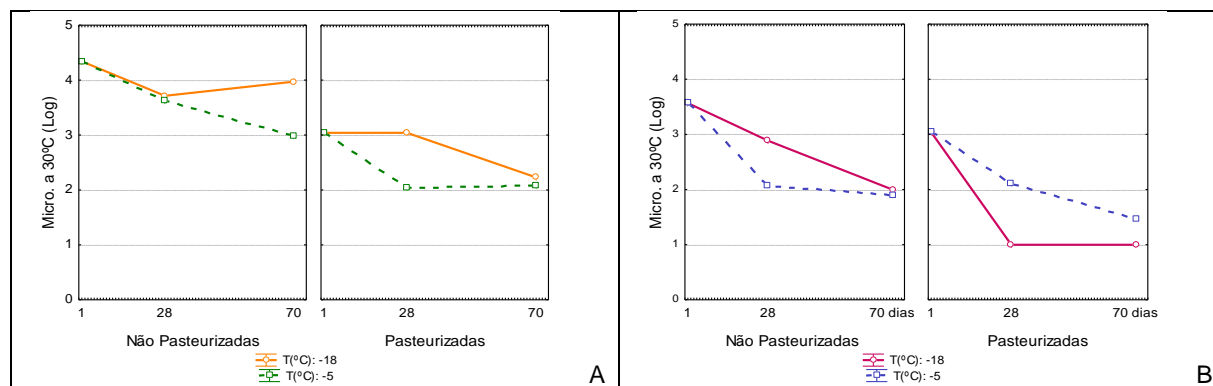 Micro. a 30ºC (Log)
5
4
3
2
1
0
1 28 70
Não Pasteurizadas
1 28 70
Pasteurizadas
T(ºC): -18
T(ºC): -5
A
Micro. a 30ºC (Log)
5
4
3
2
1
0
1 28 70 dias
Não Pasteurizadas
1 28 70 dias
Pasteurizadas
T(ºC): -18
T(ºC): -5
B